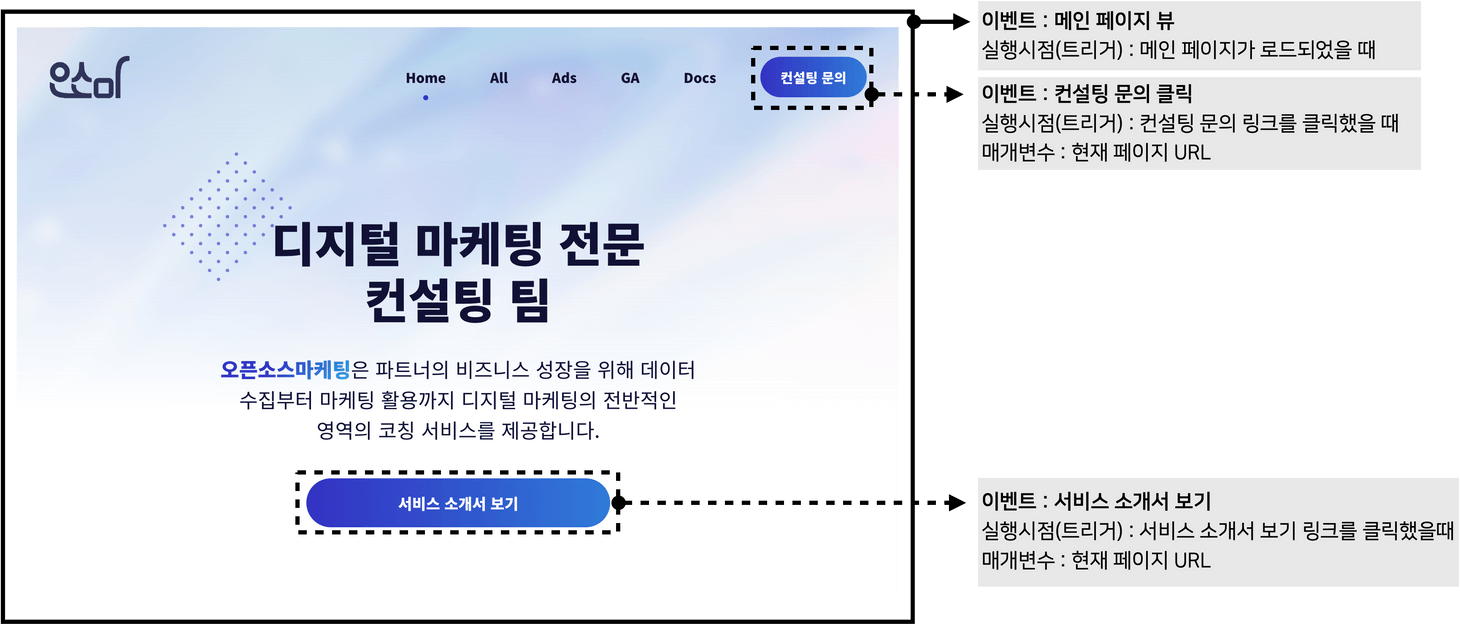 오소마
Home All Ads GA Docs 컨설팅 문의
디지털 마케팅 전문
컨설팅 팀
오픈소스마케팅은 파트너의 비즈니스 성장을 위해 데이터
수집부터 마케팅 활용까지 디지털 마케팅의 전반적인
영역의 코칭 서비스를 제공합니다.
서비스 소개서 보기
이벤트 : 메인 페이지 뷰
실행시점(트리거) : 메인 페이지가 로드되었을 때
이벤트 : 컨설팅 문의 클릭
실행시점(트리거) : 컨설팅 문의 링크를 클릭했을 때
매개변수 : 현재 페이지 URL
이벤트 : 서비스 소개서 보기
실행시점(트리거) : 서비스 소개서 보기 링크를 클릭했을때
매개변수 : 현재 페이지 URL